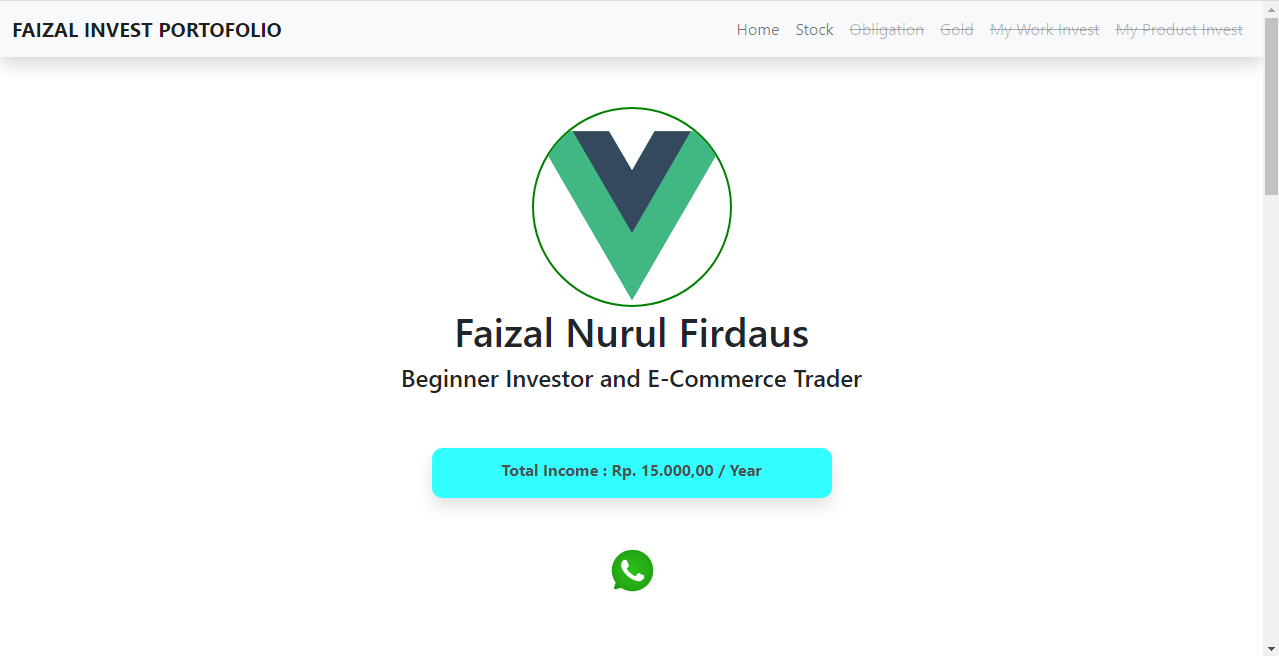 FAIZAL INVEST PORTOFOLIO
Home Stock Obligation Gold My Work Invest My Product Invest
Faizal Nurul Firdaus
Beginner Investor and E-Commerce Trader
Total Income : Rp. 15.000,00 / Year